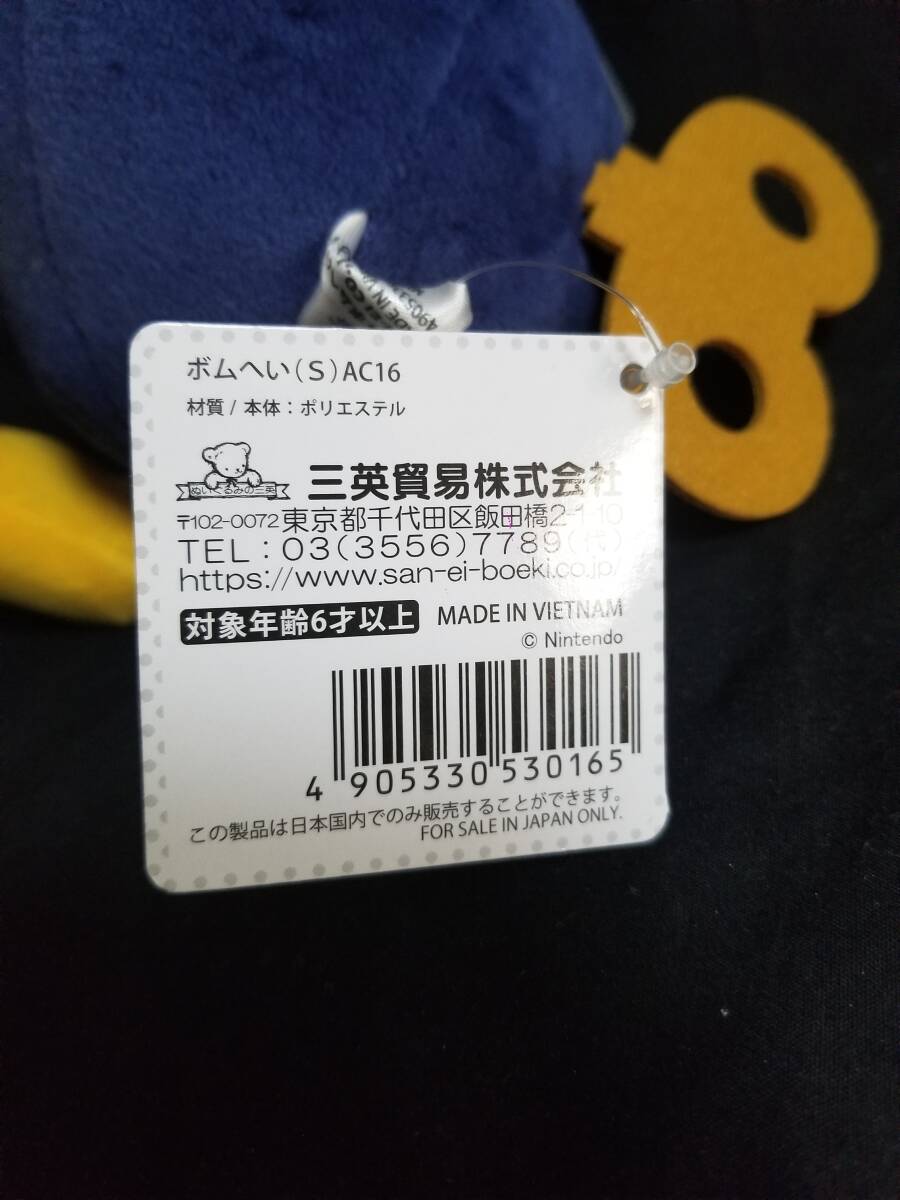 ボムへい(S)AC16
材質/本体：ポリエステル
ぬいぐるみの三英
三英貿易株式会社
〒102-0072東京都千代田区飯田橋2-1-10
TEL：03(3556)7789(代)
https://www.san-ei-boeki.co.jp/
対象年齢6才以上
MADE IN VIETNAM
© Nintendo
4 905330 530165
この製品は日本国内でのみ販売することができます。
FOR SALE IN JAPAN ONLY.